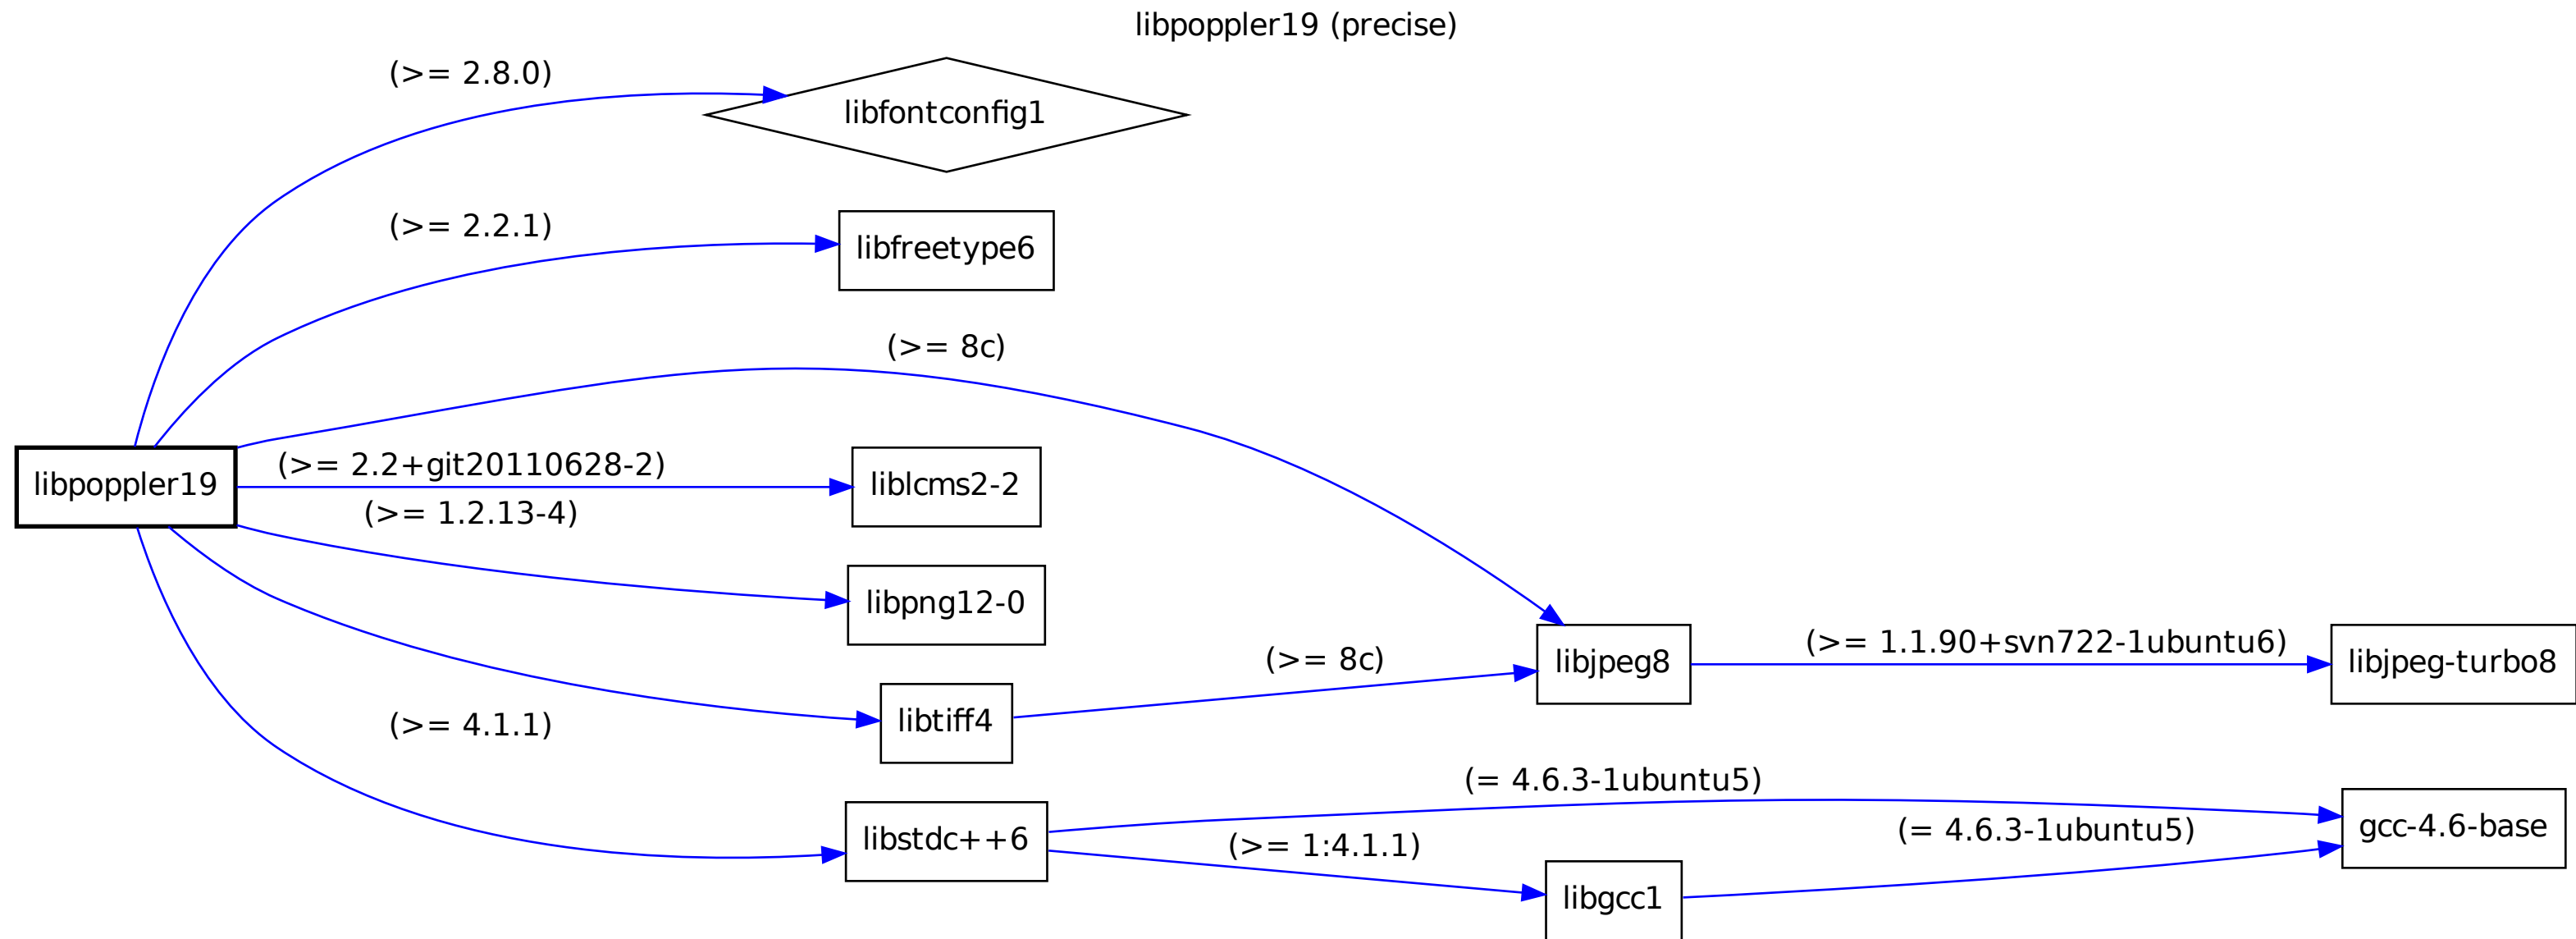 libpoppler19 (precise)
(>= 2.8.0)
libfontconfig1
(>= 2.2.1)
libfreetype6
(>= 8c)
libpoppler19
(>= 2.2+git20110628-2)
liblcms2-2
(>= 1.2.13-4)
libpng12-0
(>= 8c)
libjpeg8
(>= 1.1.90+svn722-1ubuntu6)
libjpeg-turbo8
libtiff4
(>= 4.1.1)
(= 4.6.3-1ubuntu5)
libstdc++6
(>= 1:4.1.1)
(= 4.6.3-1ubuntu5)
gcc-4.6-base
libgcc1